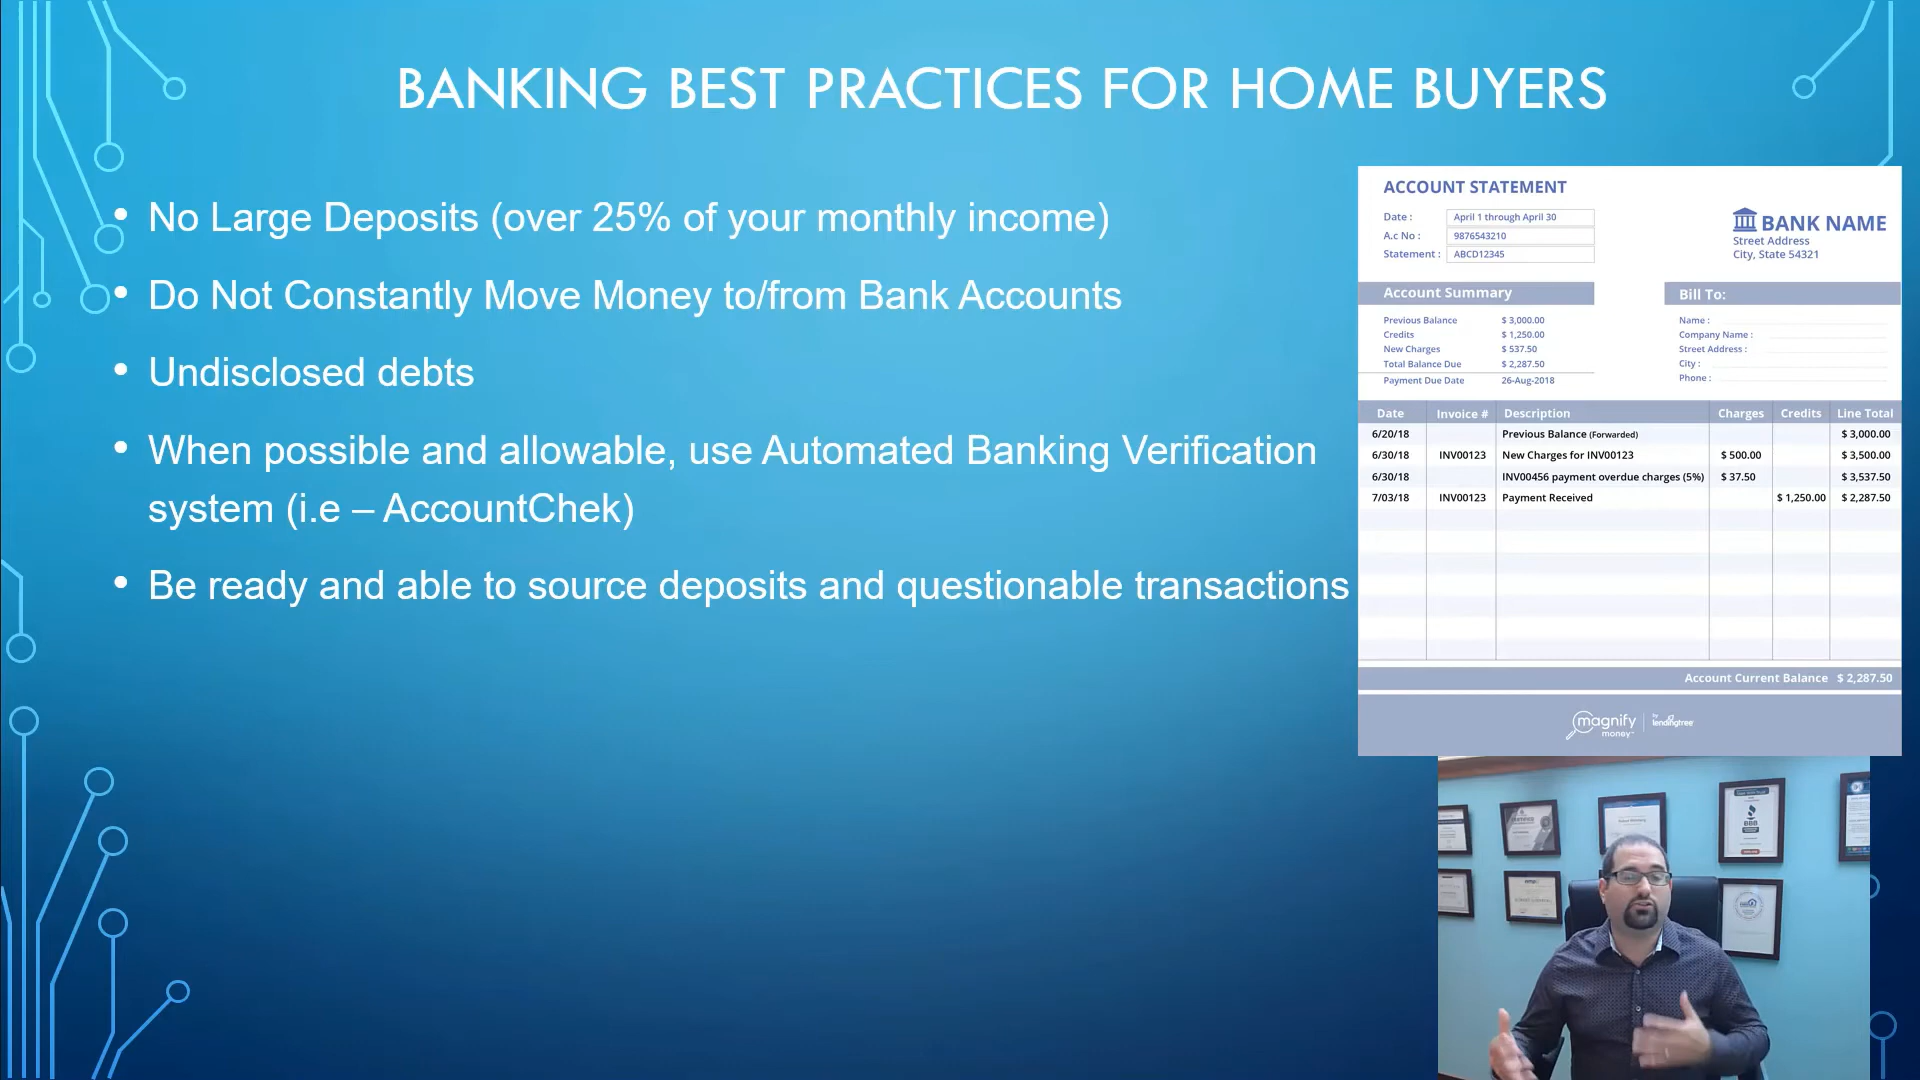 BANKING BEST PRACTICES FOR HOME BUYERS
• No Large Deposits (over 25% of your monthly income)
• Do Not Constantly Move Money to/from Bank Accounts
• Undisclosed debts
• When possible and allowable, use Automated Banking Verification
system (i.e – AccountChek)
• Be ready and able to source deposits and questionable transactions
ACCOUNT STATEMENT
Date : April 1 through April 30
A.c No : 9876543210
Statement : ABCD12345
BANK NAME
Street Address
City, State 54321
Account Summary
Previous Balance $ 3,000.00
Credits $ 1,250.00
New Charges $ 537.50
Total Balance Due $ 2,287.50
Payment Due Date 26-Aug-2018
Bill To:
Name :
Company Name :
Street Address :
City :
Phone :
Date Invoice # Description Charges Credits Line Total
6/20/18 Previous Balance (Forwarded) $ 3,000.00
6/30/18 INV00123 New Charges for INV00123 $ 500.00 $ 3,500.00
6/30/18 INV00456 payment overdue charges (5%) $ 37.50 $ 3,537.50
7/03/18 INV00123 Payment Received $ 1,250.00 $ 2,287.50
Account Current Balance $ 2,287.50
magnify
money™
by
lendingtree
BBB